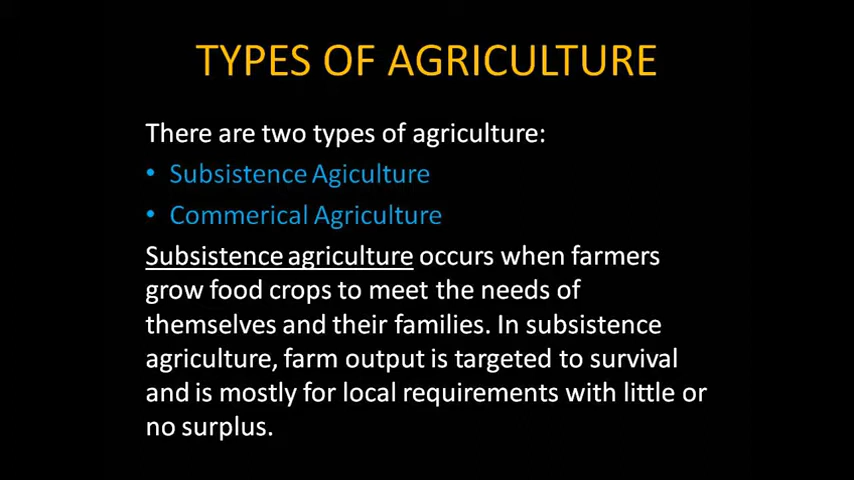 TYPES OF AGRICULTURE
There are two types of agriculture:
• Subsistence Agiculture
• Commerical Agriculture
Subsistence agriculture occurs when farmers
grow food crops to meet the needs of
themselves and their families. In subsistence
agriculture, farm output is targeted to survival
and is mostly for local requirements with little or
no surplus.